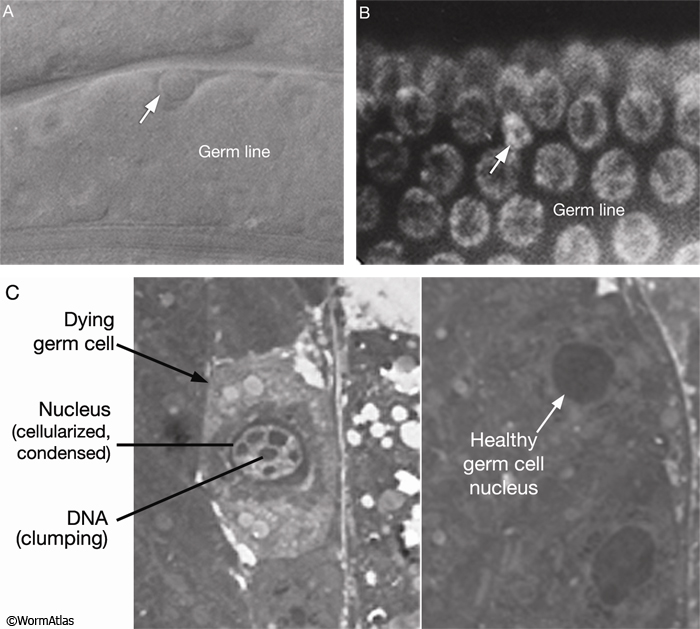 A
Germ line
B
Germ line
C
Dying
germ cell
Nucleus
(cellularized,
condensed)
DNA
(clumping)
Healthy
germ cell
nucleus
©WormAtlas